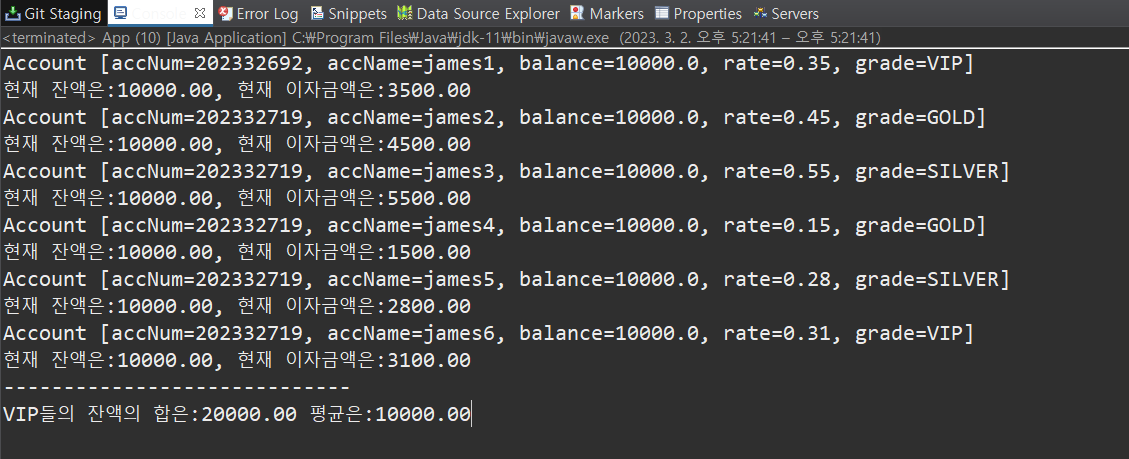 Git Staging Console Error Log Snippets Data Source Explorer Markers Properties Servers
<terminated> App (10) [Java Application] C:₩Program Files₩Java₩jdk-11₩bin₩javaw.exe (2023. 3. 2. 오후 5:21:41 – 오후 5:21:41)
Account [accNum=202332692, accName=james1, balance=10000.0, rate=0.35, grade=VIP]
현재 잔액은:10000.00, 현재 이자금액은:3500.00
Account [accNum=202332719, accName=james2, balance=10000.0, rate=0.45, grade=GOLD]
현재 잔액은:10000.00, 현재 이자금액은:4500.00
Account [accNum=202332719, accName=james3, balance=10000.0, rate=0.55, grade=SILVER]
현재 잔액은:10000.00, 현재 이자금액은:5500.00
Account [accNum=202332719, accName=james4, balance=10000.0, rate=0.15, grade=GOLD]
현재 잔액은:10000.00, 현재 이자금액은:1500.00
Account [accNum=202332719, accName=james5, balance=10000.0, rate=0.28, grade=SILVER]
현재 잔액은:10000.00, 현재 이자금액은:2800.00
Account [accNum=202332719, accName=james6, balance=10000.0, rate=0.31, grade=VIP]
현재 잔액은:10000.00, 현재 이자금액은:3100.00
-----------------------------
VIP들의 잔액의 합은:20000.00 평균은:10000.00